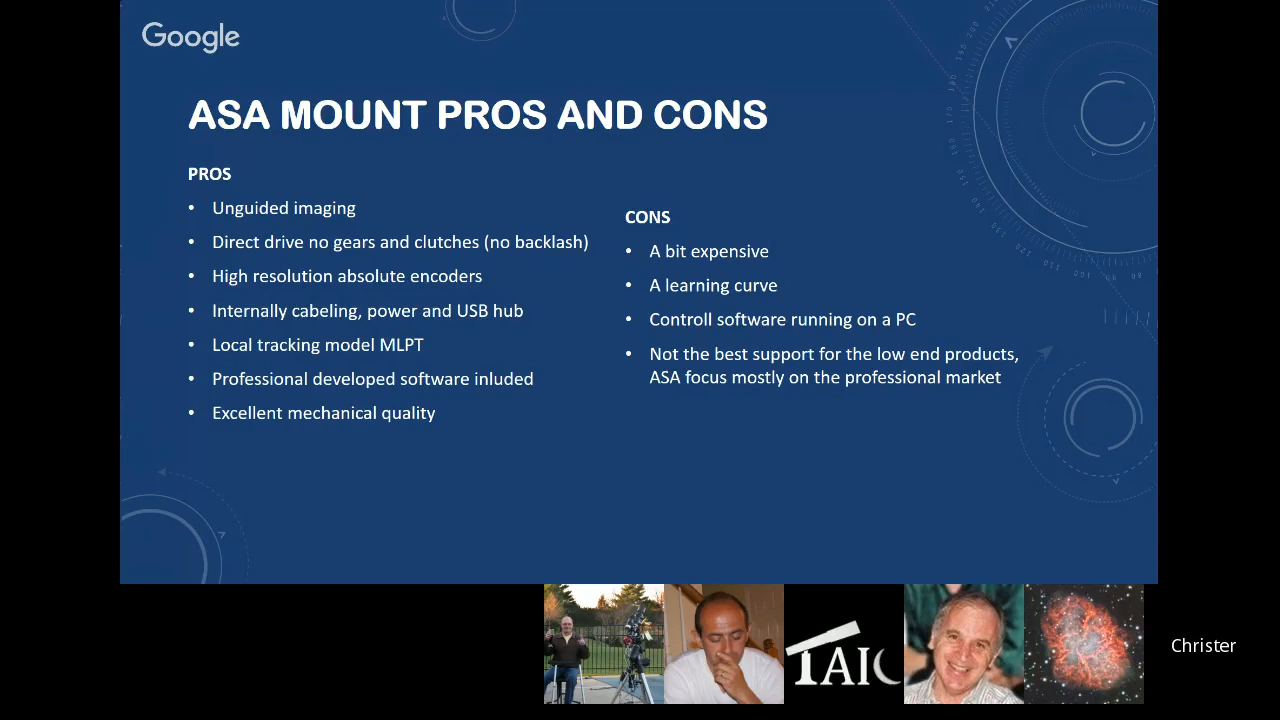 Google
ASA MOUNT PROS AND CONS
PROS
• Unguided imaging
• Direct drive no gears and clutches (no backlash)
• High resolution absolute encoders
• Internally cabeling, power and USB hub
• Local tracking model MLPT
• Professional developed software inluded
• Excellent mechanical quality
CONS
• A bit expensive
• A learning curve
• Controll software running on a PC
• Not the best support for the low end products,
ASA focus mostly on the professional market
TAIC
Christer